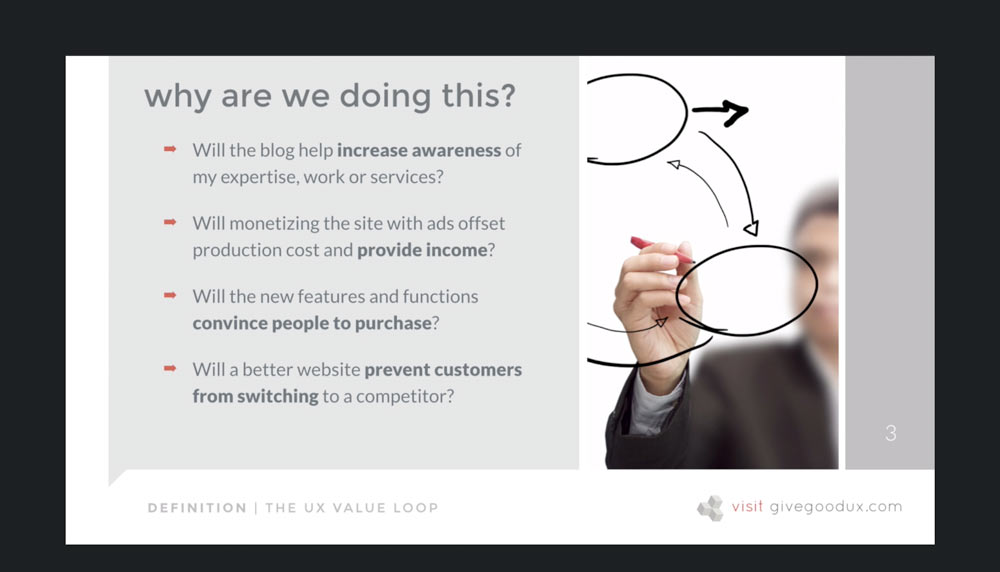 why are we doing this?
➡ Will the blog help increase awareness of
my expertise, work or services?
➡ Will monetizing the site with ads offset
production cost and provide income?
➡ Will the new features and functions
convince people to purchase?
➡ Will a better website prevent customers
from switching to a competitor?
3
DEFINITION | THE UX VALUE LOOP
visit givegoodux.com